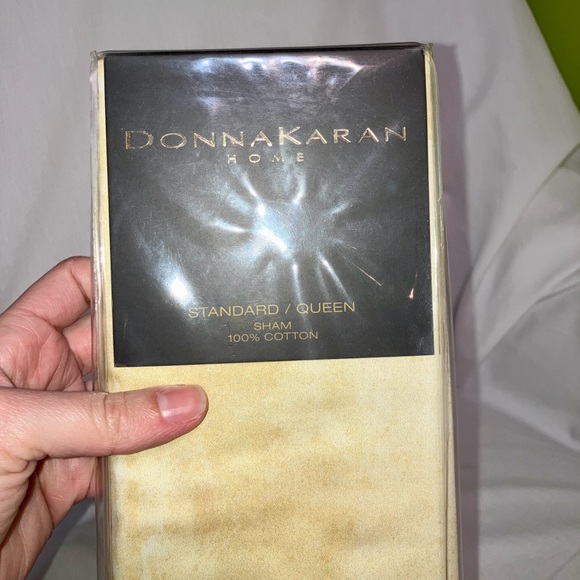 DONNAKARAN
HOME
STANDARD / QUEEN
SHAM
100% COTTON